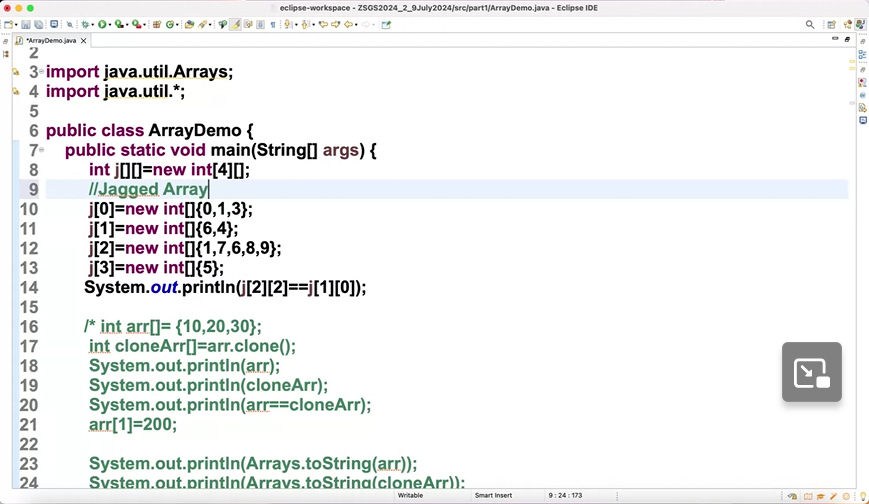 eclipse-workspace - ZSGS2024_2_9July2024/src/part1/ArrayDemo.java - Eclipse IDE
*ArrayDemo.java
2
3 import java.util.Arrays;
4 import java.util.*;
5
6 public class ArrayDemo {
7 public static void main(String[] args) {
8 int j[][]=new int[4][];
9 //Jagged Array
10 j[0]=new int[]{0,1,3};
11 j[1]=new int[]{6,4};
12 j[2]=new int[]{1,7,6,8,9};
13 j[3]=new int[]{5};
14 System.out.println(j[2][2]==j[1][0]);
15
16 /* int arr[]= {10,20,30};
17 int cloneArr[]=arr.clone();
18 System.out.println(arr);
19 System.out.println(cloneArr);
20 System.out.println(arr==cloneArr);
21 arr[1]=200;
22
23 System.out.println(Arrays.toString(arr));
24 System.out.println(Arrays.toString(cloneArr));
Writable Smart Insert 9 : 24 : 173